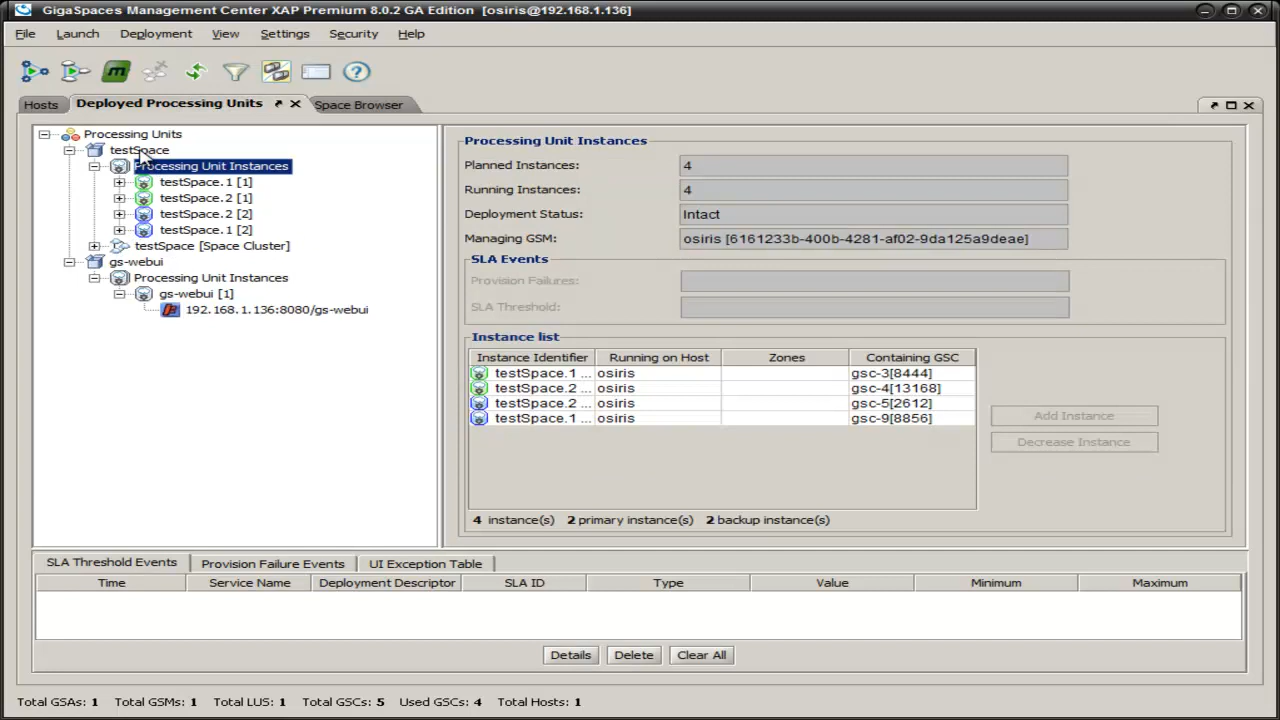 GigaSpaces Management Center XAP Premium 8.0.2 GA Edition [osiris@192.168.1.136]
File Launch Deployment View Settings Security Help
m ?
Hosts Deployed Processing Units Space Browser
Processing Units
testSpace
Processing Unit Instances
testSpace.1 [1]
testSpace.2 [1]
testSpace.2 [2]
testSpace.1 [2]
testSpace [Space Cluster]
gs-webui
Processing Unit Instances
gs-webui [1]
192.168.1.136:8080/gs-webui
Processing Unit Instances
Planned Instances: 4
Running Instances: 4
Deployment Status: Intact
Managing GSM: osiris [6161233b-400b-4281-af02-9da125a9deae]
SLA Events
Provision Failures:
SLA Threshold:
Instance list
Instance Identifier Running on Host Zones Containing GSC
testSpace.1 ... osiris gsc-3[8444]
testSpace.2 ... osiris gsc-4[13168]
testSpace.2 ... osiris gsc-5[2612]
testSpace.1 ... osiris gsc-9[8856]
Add Instance
Decrease Instance
4 instance(s) 2 primary instance(s) 2 backup instance(s)
SLA Threshold Events Provision Failure Events UI Exception Table
Time Service Name Deployment Descriptor SLA ID Type Value Minimum Maximum
Details Delete Clear All
Total GSAs: 1 Total GSMs: 1 Total LUS: 1 Total GSCs: 5 Used GSCs: 4 Total Hosts: 1